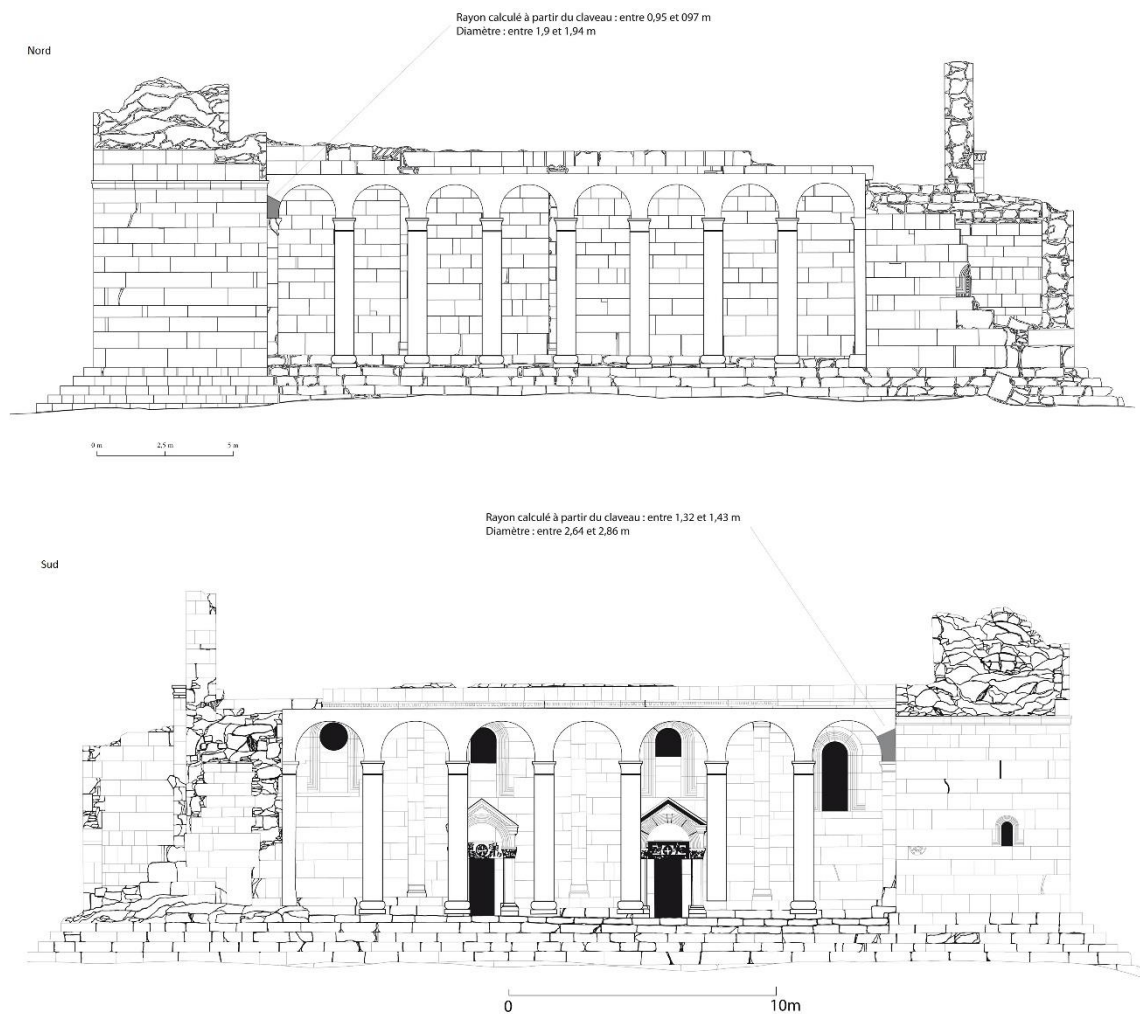 Rayon calculé à partir du claveau : entre 0,95 et 097 m
Diamètre : entre 1,9 et 1,94 m
Nord
0 m 2,5 m 5 m
Rayon calculé à partir du claveau : entre 1,32 et 1,43 m
Diamètre : entre 2,64 et 2,86 m
Sud
0 10m